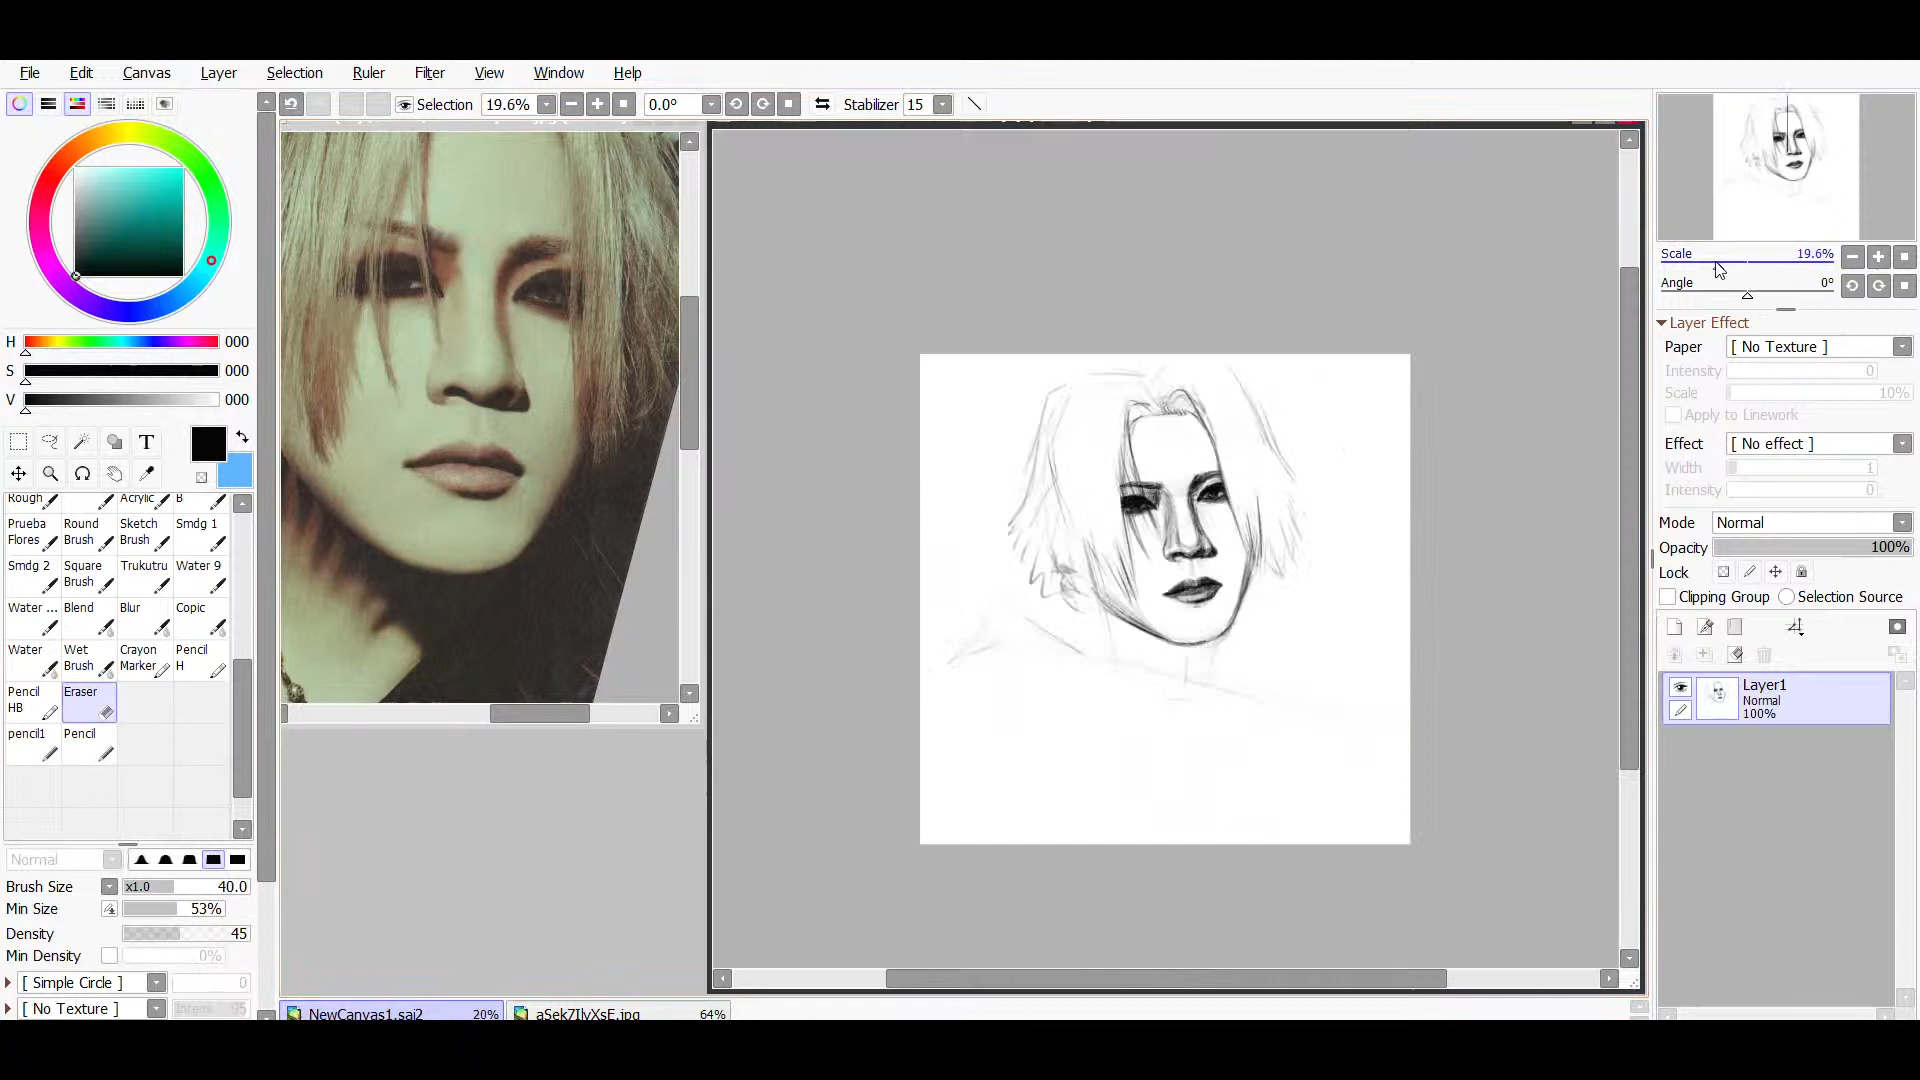 File Edit Canvas Layer Selection Ruler Filter View Window Help
Selection 19.6% 0.0° Stabilizer 15
Scale 19.6%
Angle 0°
Layer Effect
Paper [ No Texture ]
Intensity 0
Scale 10%
Apply to Linework
Effect [ No effect ]
Width 1
Intensity 0
Mode Normal
Opacity 100%
Lock
Clipping Group Selection Source
Layer1
Normal
100%
H 000
S 000
V 000
T
Rough Acrylic B
Prueba Flores Round Brush Sketch Brush Smdg 1
Smdg 2 Square Brush Trukutru Water 9
Water ... Blend Blur Copic
Water Wet Brush Crayon Marker Pencil H
Pencil HB Eraser
pencil1 Pencil
Normal
Brush Size x1.0 40.0
Min Size 53%
Density 45
Min Density 0%
[ Simple Circle ] 0
[ No Texture ] 95
NewCanvas1.sai2 20% aSek7IlyXsE.jpg 64%